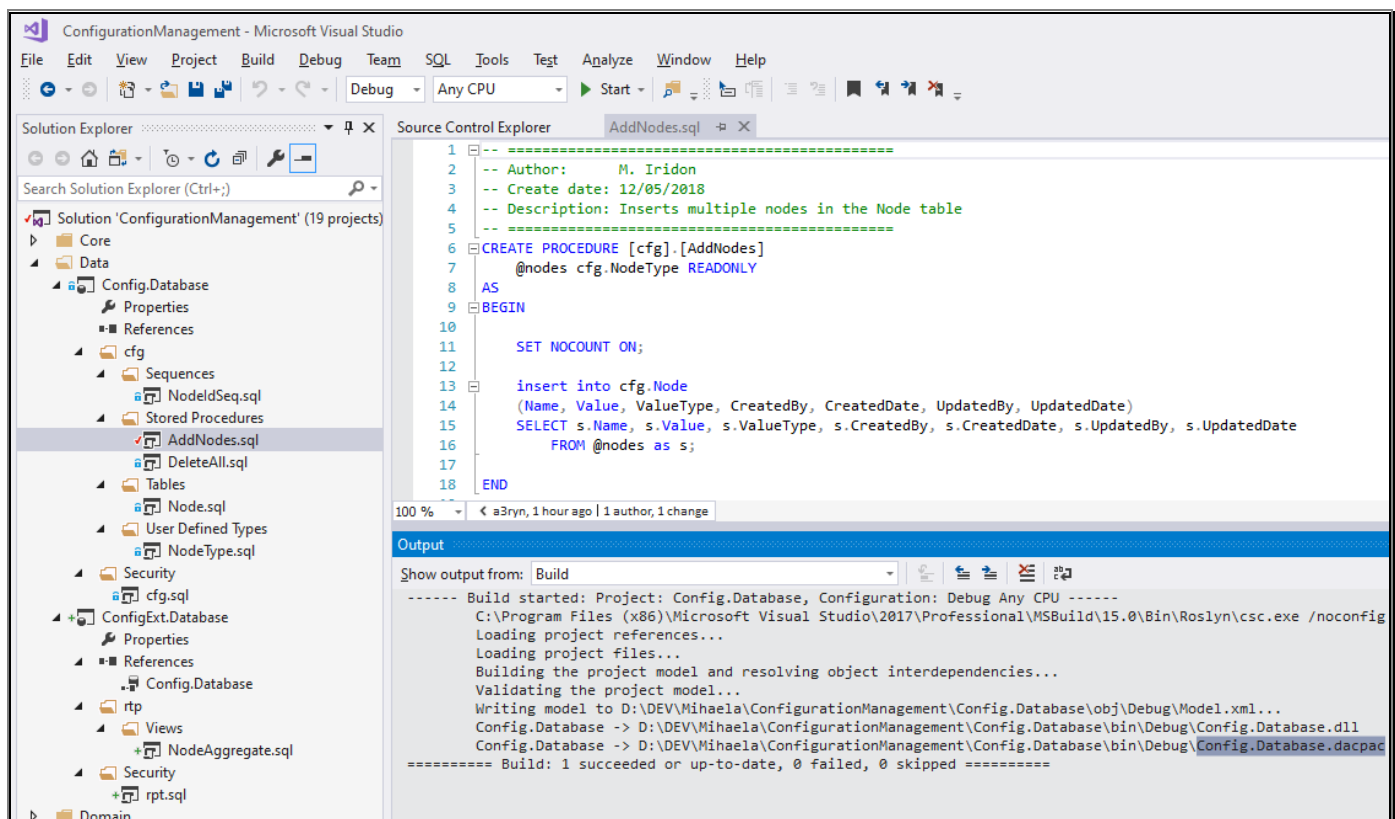 ConfigurationManagement - Microsoft Visual Studio
File Edit View Project Build Debug Team SQL Tools Test Analyze Window Help
Debug Any CPU Start
Solution Explorer
Search Solution Explorer (Ctrl+;)
Solution 'ConfigurationManagement' (19 projects)
Core
Data
Config.Database
Properties
References
cfg
Sequences
NodeIdSeq.sql
Stored Procedures
AddNodes.sql
DeleteAll.sql
Tables
Node.sql
User Defined Types
NodeType.sql
Security
cfg.sql
ConfigExt.Database
Properties
References
Config.Database
rtp
Views
NodeAggregate.sql
Security
rpt.sql
Domain
Source Control Explorer AddNodes.sql
1 -- =============================================
2 -- Author: M. Iridon
3 -- Create date: 12/05/2018
4 -- Description: Inserts multiple nodes in the Node table
5 -- =============================================
6 CREATE PROCEDURE [cfg].[AddNodes]
7 @nodes cfg.NodeType READONLY
8 AS
9 BEGIN
10
11 SET NOCOUNT ON;
12
13 insert into cfg.Node
14 (Name, Value, ValueType, CreatedBy, CreatedDate, UpdatedBy, UpdatedDate)
15 SELECT s.Name, s.Value, s.ValueType, s.CreatedBy, s.CreatedDate, s.UpdatedBy, s.UpdatedDate
16 FROM @nodes as s;
17
18 END
100 % a3ryn, 1 hour ago | 1 author, 1 change
Output
Show output from: Build
------ Build started: Project: Config.Database, Configuration: Debug Any CPU ------
C:\Program Files (x86)\Microsoft Visual Studio\2017\Professional\MSBuild\15.0\Bin\Roslyn\csc.exe /noconfig
Loading project references...
Loading project files...
Building the project model and resolving object interdependencies...
Validating the project model...
Writing model to D:\DEV\Mihaela\ConfigurationManagement\Config.Database\obj\Debug\Model.xml...
Config.Database -> D:\DEV\Mihaela\ConfigurationManagement\Config.Database\bin\Debug\Config.Database.dll
Config.Database -> D:\DEV\Mihaela\ConfigurationManagement\Config.Database\bin\Debug\Config.Database.dacpac
========== Build: 1 succeeded or up-to-date, 0 failed, 0 skipped ==========